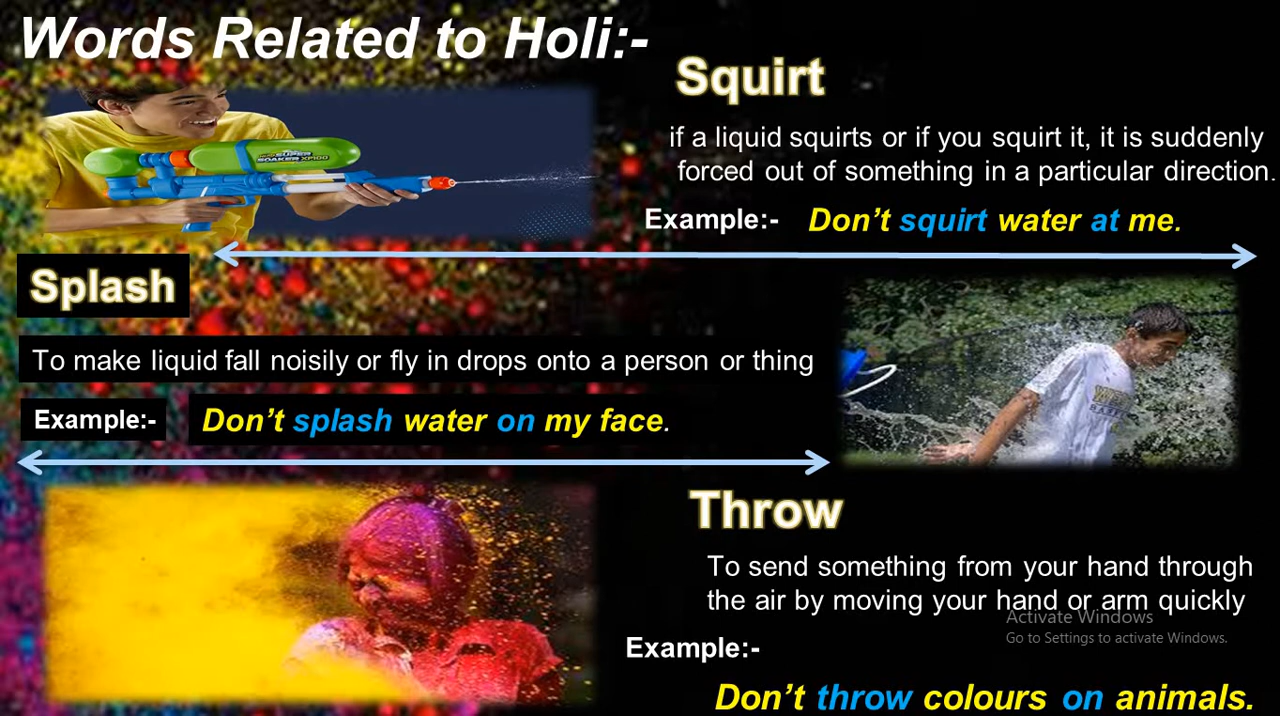 Words Related to Holi:-
Squirt
SUPER
SOAKER XP100
if a liquid squirts or if you squirt it, it is suddenly
forced out of something in a particular direction.
Example:- Don't squirt water at me.
Splash
To make liquid fall noisily or fly in drops onto a person or thing
Example:- Don't splash water on my face.
Throw
To send something from your hand through
the air by moving your hand or arm quickly
Activate Windows
Go to Settings to activate Windows.
Example:-
Don't throw colours on animals.